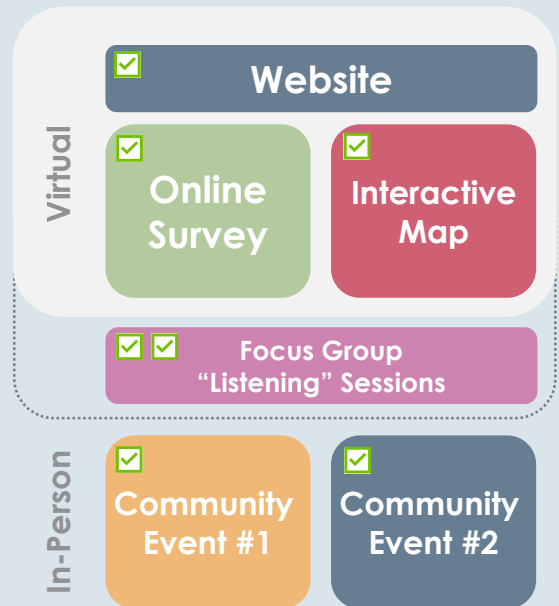 Virtual
Website
Online
Survey
Interactive
Map
Focus Group
“Listening” Sessions
In-Person
Community
Event #1
Community
Event #2